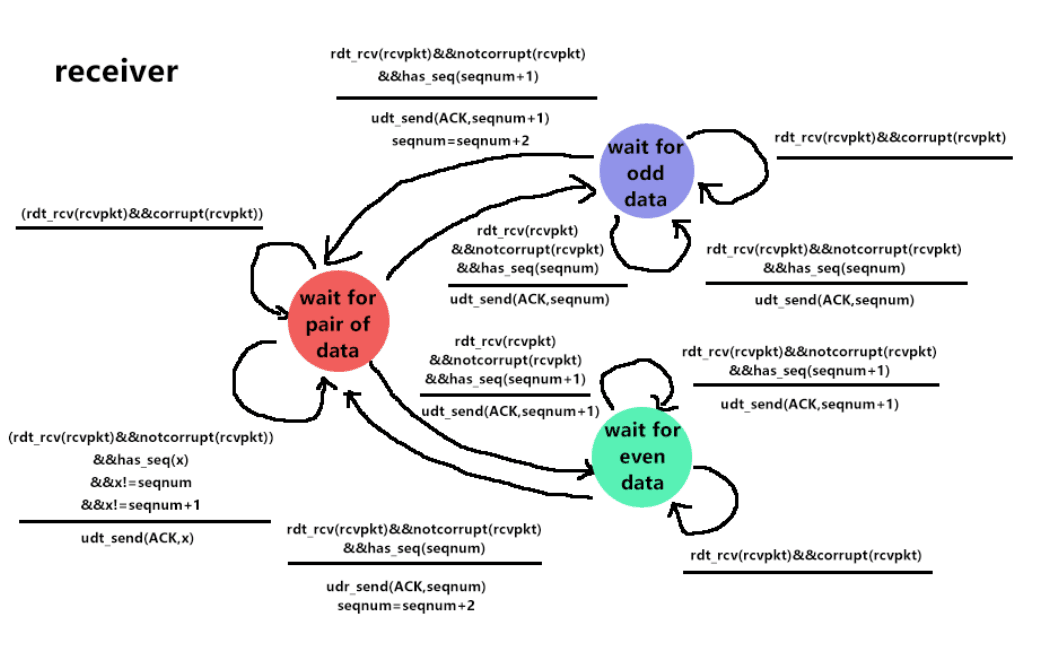 receiver
rdt_rcv(rcvpkt)&&notcorrupt(rcvpkt)
&&has_seq(seqnum+1)
udt_send(ACK,seqnum+1)
seqnum=seqnum+2
wait for
odd
data
rdt_rcv(rcvpkt)&&corrupt(rcvpkt)
(rdt_rcv(rcvpkt)&&corrupt(rcvpkt))
rdt_rcv(rcvpkt)
&&notcorrupt(rcvpkt)
&&has_seq(seqnum)
udt_send(ACK,seqnum)
rdt_rcv(rcvpkt)&&notcorrupt(rcvpkt)
&&has_seq(seqnum)
udt_send(ACK,seqnum)
wait for
pair of
data
rdt_rcv(rcvpkt)
&&notcorrupt(rcvpkt)
&&has_seq(seqnum+1)
udt_send(ACK,seqnum+1)
rdt_rcv(rcvpkt)&&notcorrupt(rcvpkt)
&&has_seq(seqnum+1)
udt_send(ACK,seqnum+1)
wait for
even
data
(rdt_rcv(rcvpkt)&&notcorrupt(rcvpkt))
&&has_seq(x)
&&x!=seqnum
&&x!=seqnum+1
udt_send(ACK,x)
rdt_rcv(rcvpkt)&&notcorrupt(rcvpkt)
&&has_seq(seqnum)
udr_send(ACK,seqnum)
seqnum=seqnum+2
rdt_rcv(rcvpkt)&&corrupt(rcvpkt)